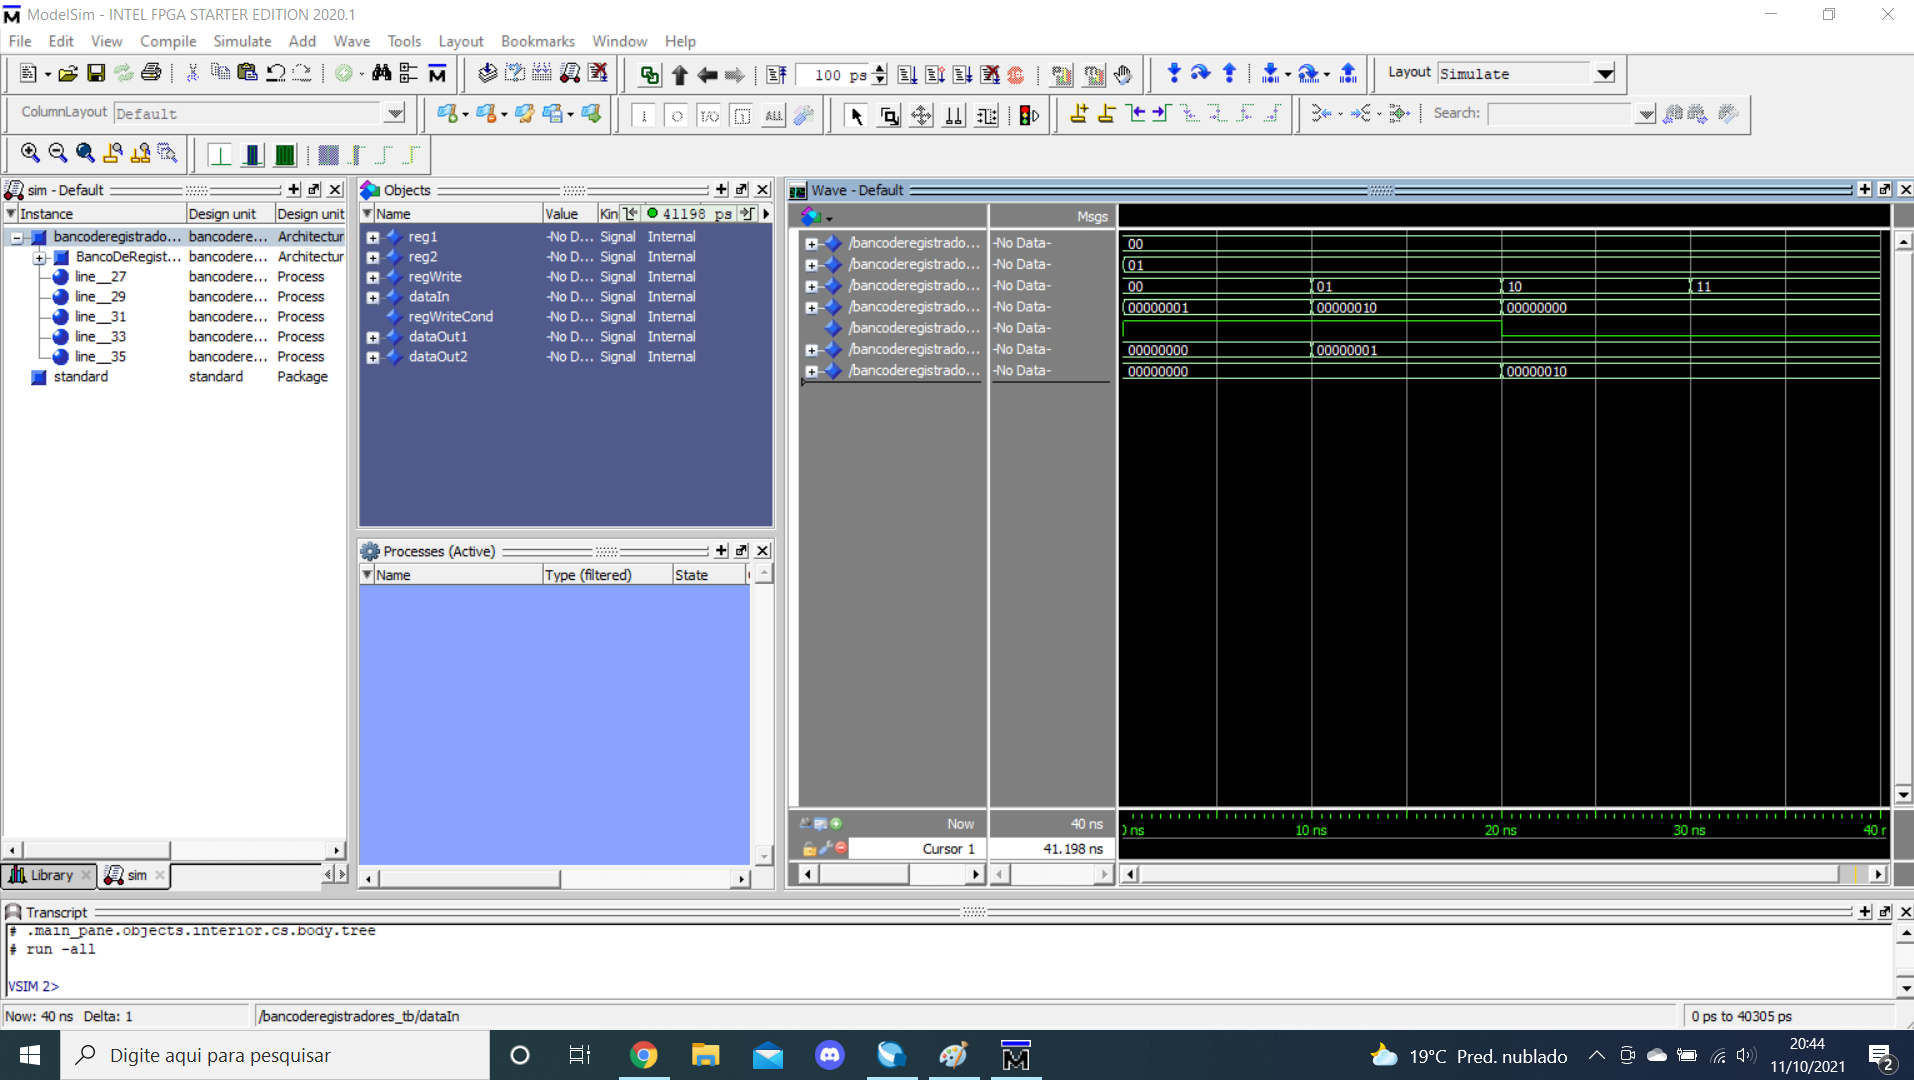 ModelSim - INTEL FPGA STARTER EDITION 2020.1
File Edit View Compile Simulate Add Wave Tools Layout Bookmarks Window Help
100 ps Layout Simulate
ColumnLayout Default ALL Search:
sim - Default
Instance Design unit Design unit
bancoderegistrado... bancodere... Architectur
BancoDeRegist... bancodere... Architectur
line__27 bancodere... Process
line__29 bancodere... Process
line__31 bancodere... Process
line__33 bancodere... Process
line__35 bancodere... Process
standard standard Package
Library sim
Objects
Name Value Kin 41198 ps
reg1 -No D... Signal Internal
reg2 -No D... Signal Internal
regWrite -No D... Signal Internal
dataIn -No D... Signal Internal
regWriteCond -No D... Signal Internal
dataOut1 -No D... Signal Internal
dataOut2 -No D... Signal Internal
Processes (Active)
Name Type (filtered) State
Wave - Default
Msgs
/bancoderegistrado... -No Data- 00
/bancoderegistrado... -No Data- 01
/bancoderegistrado... -No Data- 00 01 10 11
/bancoderegistrado... -No Data- 00000001 00000010 00000000
/bancoderegistrado... -No Data-
/bancoderegistrado... -No Data- 00000000 00000001
/bancoderegistrado... -No Data- 00000000 00000010
Now 40 ns 10 ns 20 ns 30 ns
Cursor 1 41.198 ns
Transcript
# .main_pane.objects.interior.cs.body.tree
# run -all
VSIM 2>
Now: 40 ns Delta: 1 /bancoderegistradores_tb/dataIn 0 ps to 40305 ps
Digite aqui para pesquisar 19°C Pred. nublado 20:44
11/10/2021 2